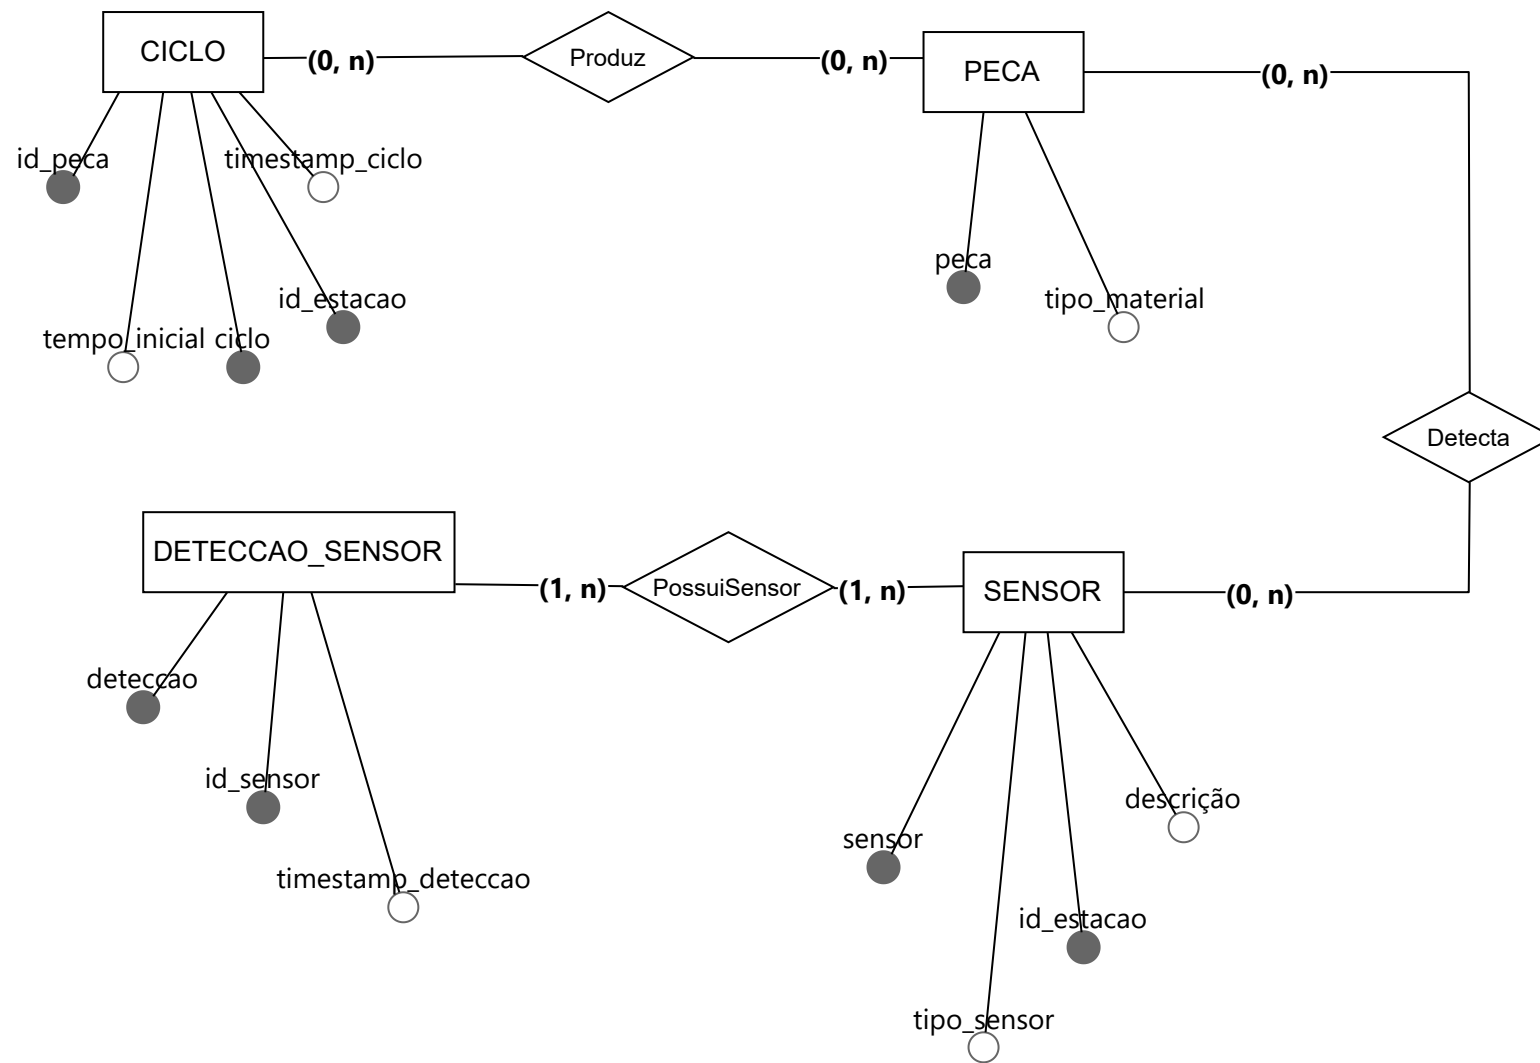 CICLO
(0, n)
Produz
(0, n)
PECA
(0, n)
id_peca
timestamp_ciclo
id_estacao
tempo_inicial
ciclo
peca
tipo_material
Detecta
DETECCAO_SENSOR
(1, n)
PossuiSensor
(1, n)
SENSOR
(0, n)
deteccao
id_sensor
timestamp_deteccao
sensor
descrição
id_estacao
tipo_sensor